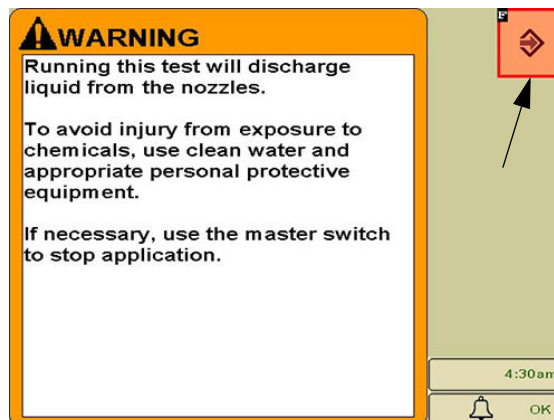 WARNING
Running this test will discharge
liquid from the nozzles.
To avoid injury from exposure to
chemicals, use clean water and
appropriate personal protective
equipment.
If necessary, use the master switch
to stop application.
F
4:30am
OK